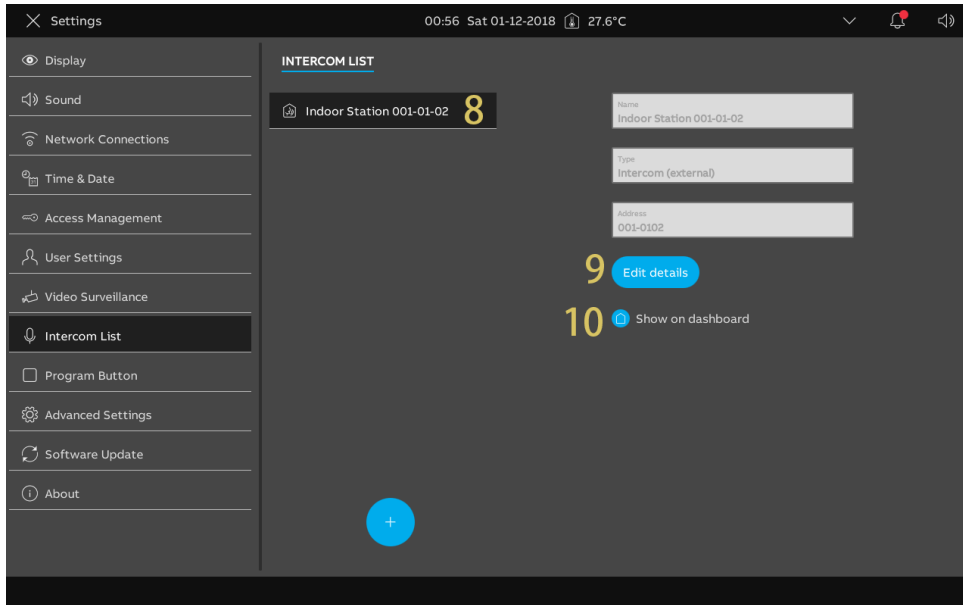 Settings
00:56 Sat 01-12-2018 27.6°C
Display
Sound
Network Connections
Time & Date
Access Management
User Settings
Video Surveillance
Intercom List
Program Button
Advanced Settings
Software Update
About
INTERCOM LIST
Indoor Station 001-01-02 8
Name
Indoor Station 001-01-02
Type
Intercom (external)
Address
001-0102
9 Edit details
10 Show on dashboard
+